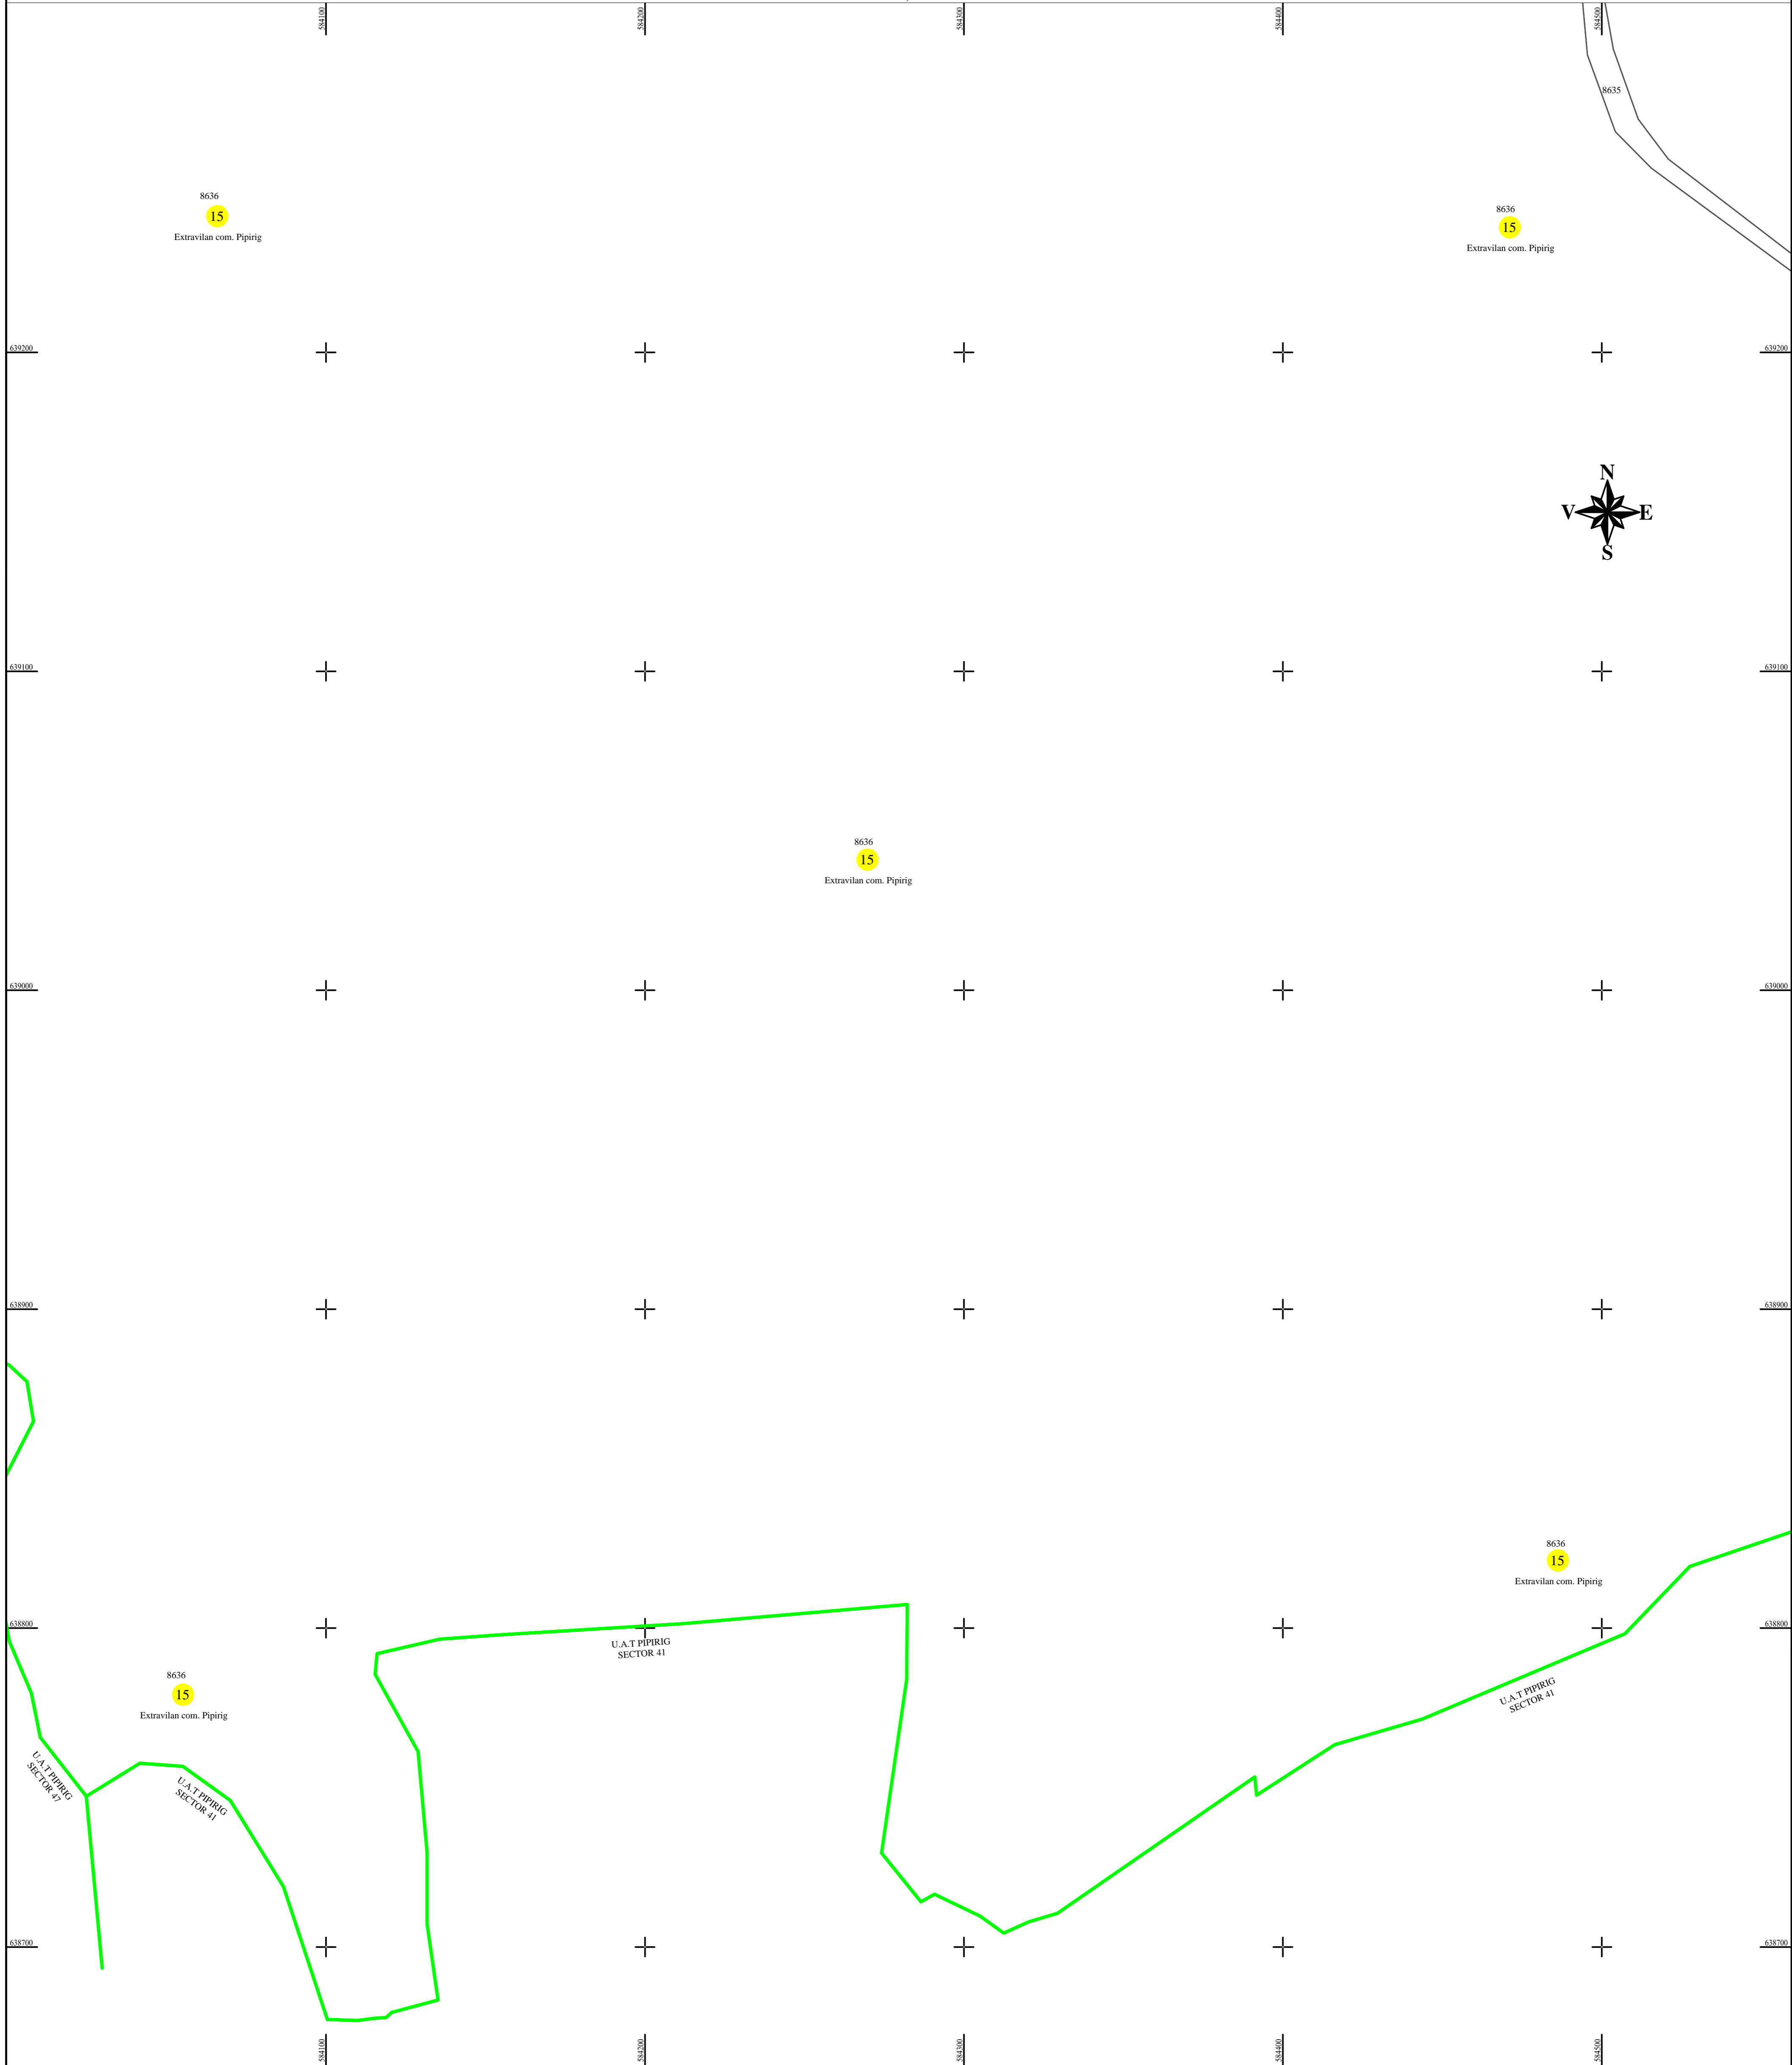 584100
584200
584300
584400
584500
8635
8636
15
Extravilan com. Pipirig
8636
15
Extravilan com. Pipirig
639200
639200
N
V
E
S
639100
639100
8636
15
Extravilan com. Pipirig
639000
639000
638900
638900
8636
15
Extravilan com. Pipirig
638800
638800
U.A.T PIPIRIG
SECTOR 41
8636
15
Extravilan com. Pipirig
U.A.T PIPIRIG
SECTOR 41
U.A.T PIPIRIG
SECTOR 47
U.A.T PIPIRIG
SECTOR 41
638700
638700
584100
584200
584300
584400
584500